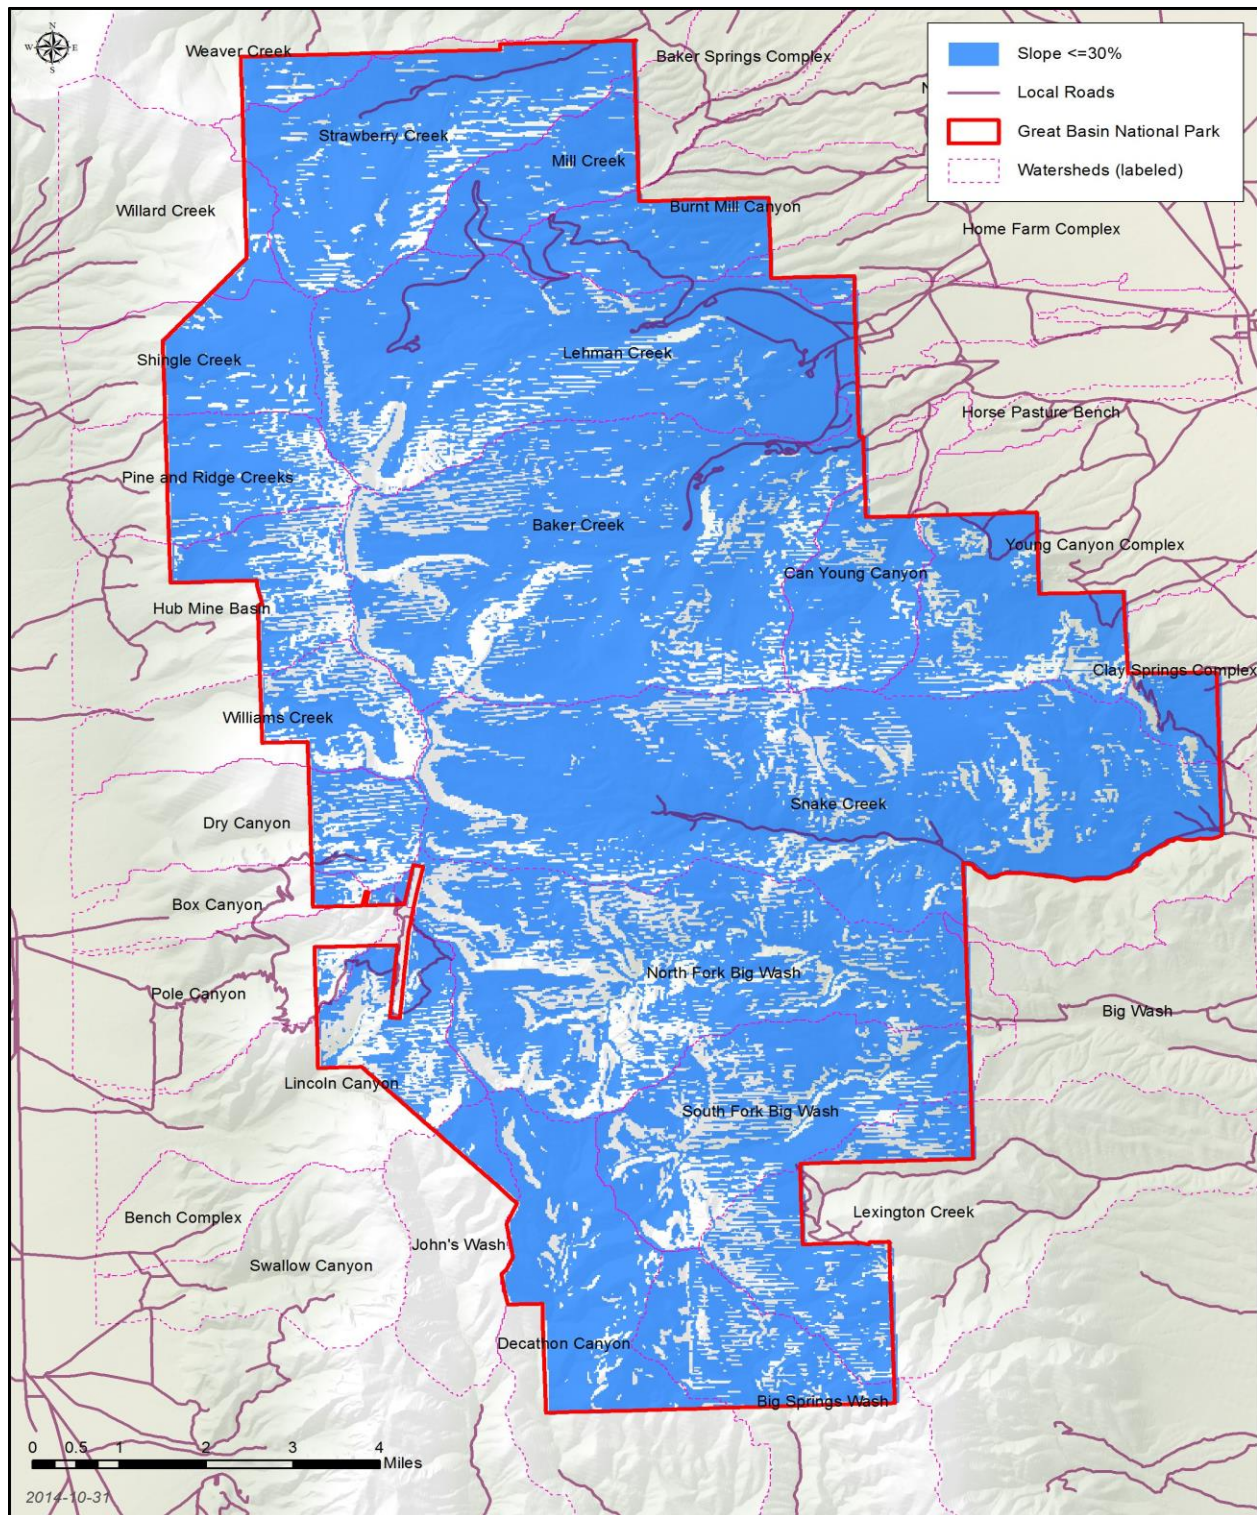 N
W E
S
Weaver Creek
Baker Springs Complex
Slope <=30%
Local Roads
Great Basin National Park
Watersheds (labeled)
Strawberry Creek
Mill Creek
Willard Creek
Burnt Mill Canyon
Home Farm Complex
Shingle Creek
Lehman Creek
Horse Pasture Bench
Pine and Ridge Creeks
Baker Creek
Young Canyon Complex
Can Young Canyon
Hub Mine Basin
Clay Springs Complex
Williams Creek
Snake Creek
Dry Canyon
Box Canyon
North Fork Big Wash
Pole Canyon
Big Wash
Lincoln Canyon
South Fork Big Wash
Bench Complex
Lexington Creek
John's Wash
Swallow Canyon
Decathon Canyon
Big Springs Wash
0 0.5 1 2 3 4
Miles
2014-10-31